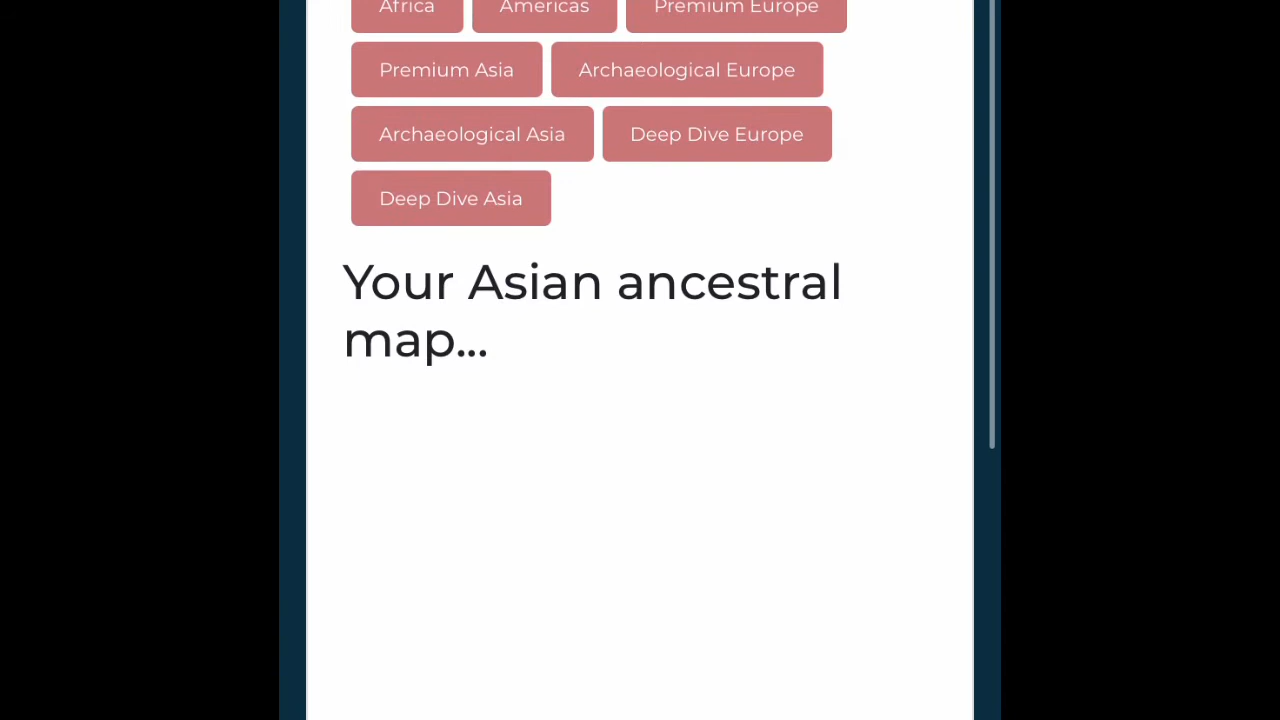 Africa Americas Premium Europe
Premium Asia Archaeological Europe
Archaeological Asia Deep Dive Europe
Deep Dive Asia
Your Asian ancestral
map...